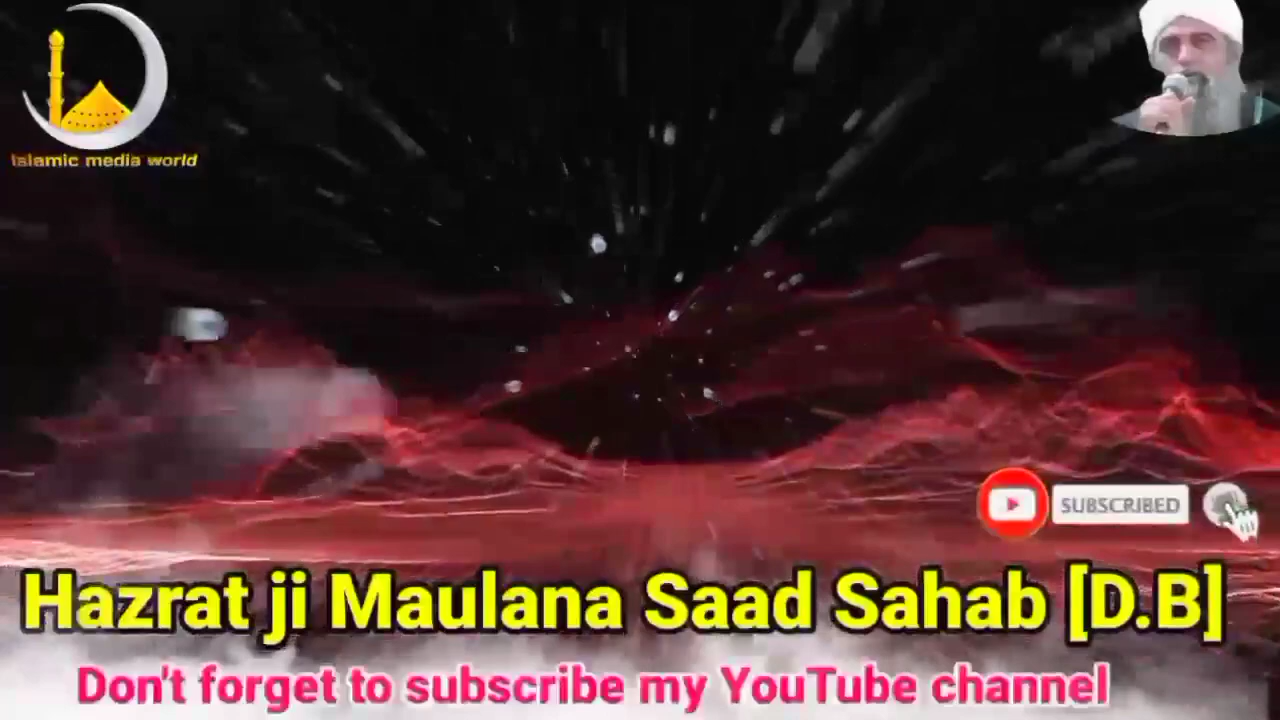 Islamic media world
SUBSCRIBED
Hazrat ji Maulana Saad Sahab [D.B]
Don't forget to subscribe my YouTube channel